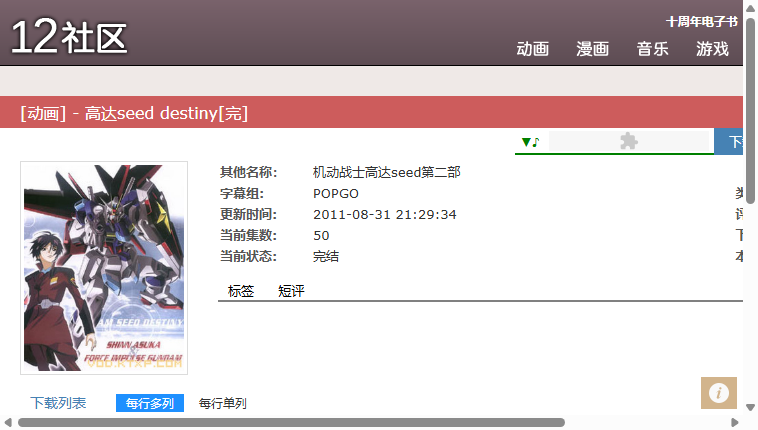 12社区
十周年电子书
动画 漫画 音乐 游戏
[动画] - 高达seed destiny[完]
▼♪
其他名称: 机动战士高达seed第二部
字幕组: POPGO
更新时间: 2011-08-31 21:29:34
当前集数: 50
当前状态: 完结
标签 短评
SHINN ASUKA
FORCE IMPULSE GUNDAM
下载列表 每行多列 每行单列